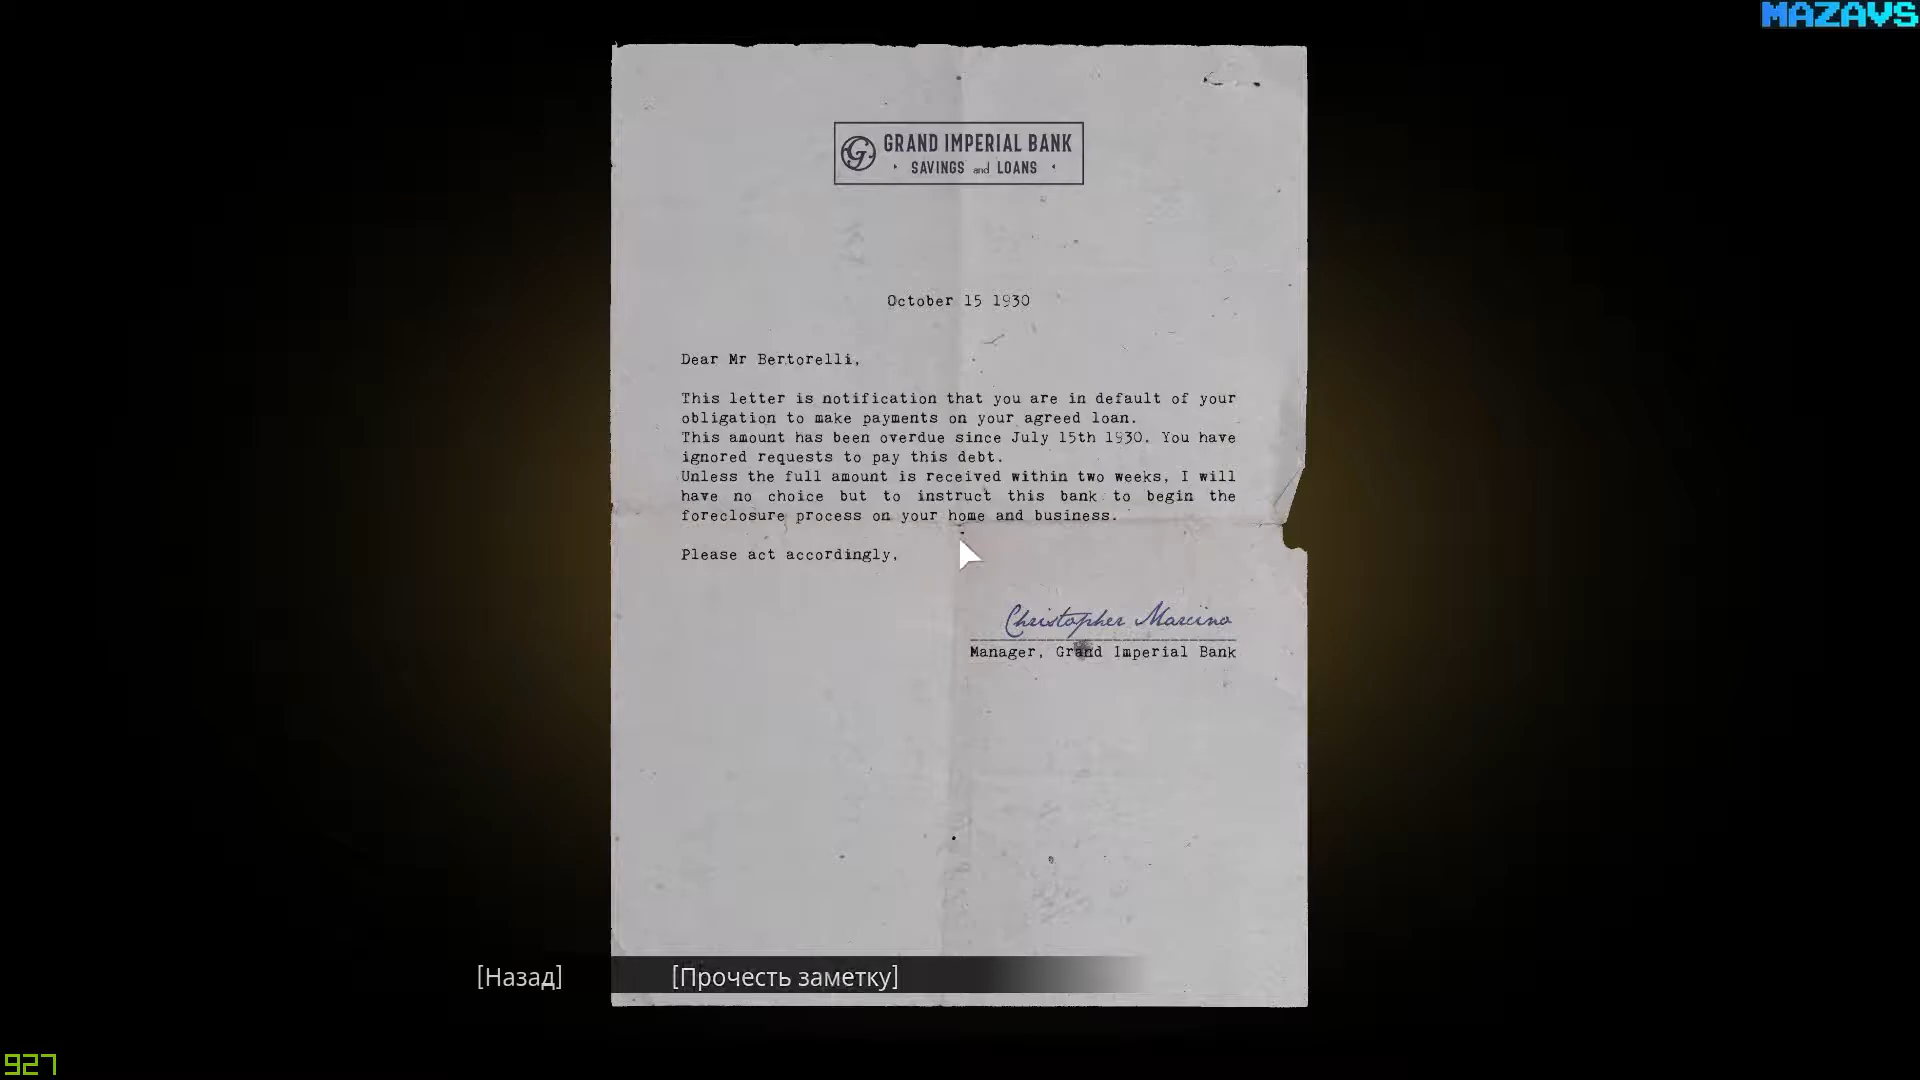 MAZAVS
GRAND IMPERIAL BANK
SAVINGS and LOANS
October 15 1930
Dear Mr Bertorelli,
This letter is notification that you are in default of your
obligation to make payments on your agreed loan.
This amount has been overdue since July 15th 1930. You have
ignored requests to pay this debt.
Unless the full amount is received within two weeks, I will
have no choice but to instruct this bank to begin the
foreclosure process on your home and business.
Please act accordingly,
Christopher Marcino
Manager, Grand Imperial Bank
[Назад]
[Прочесть заметку]
927